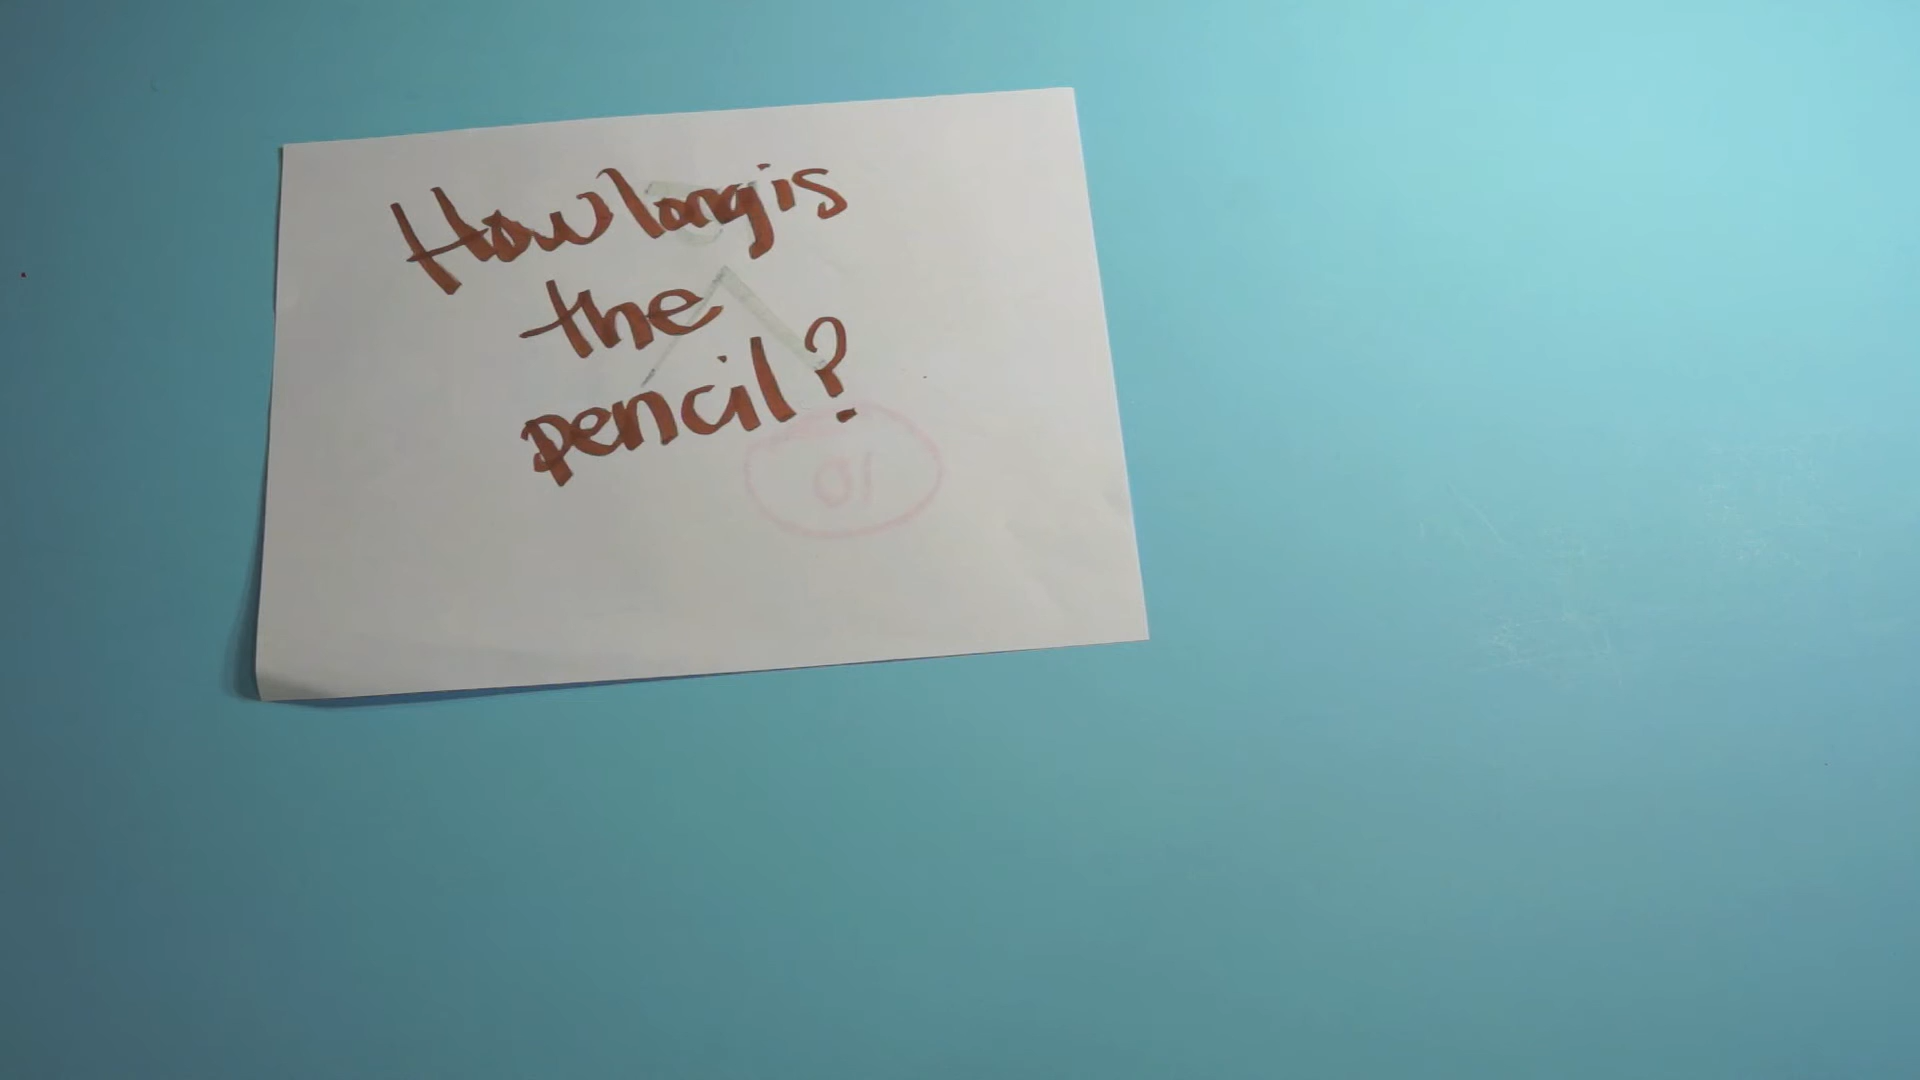 How long is
the
pencil?